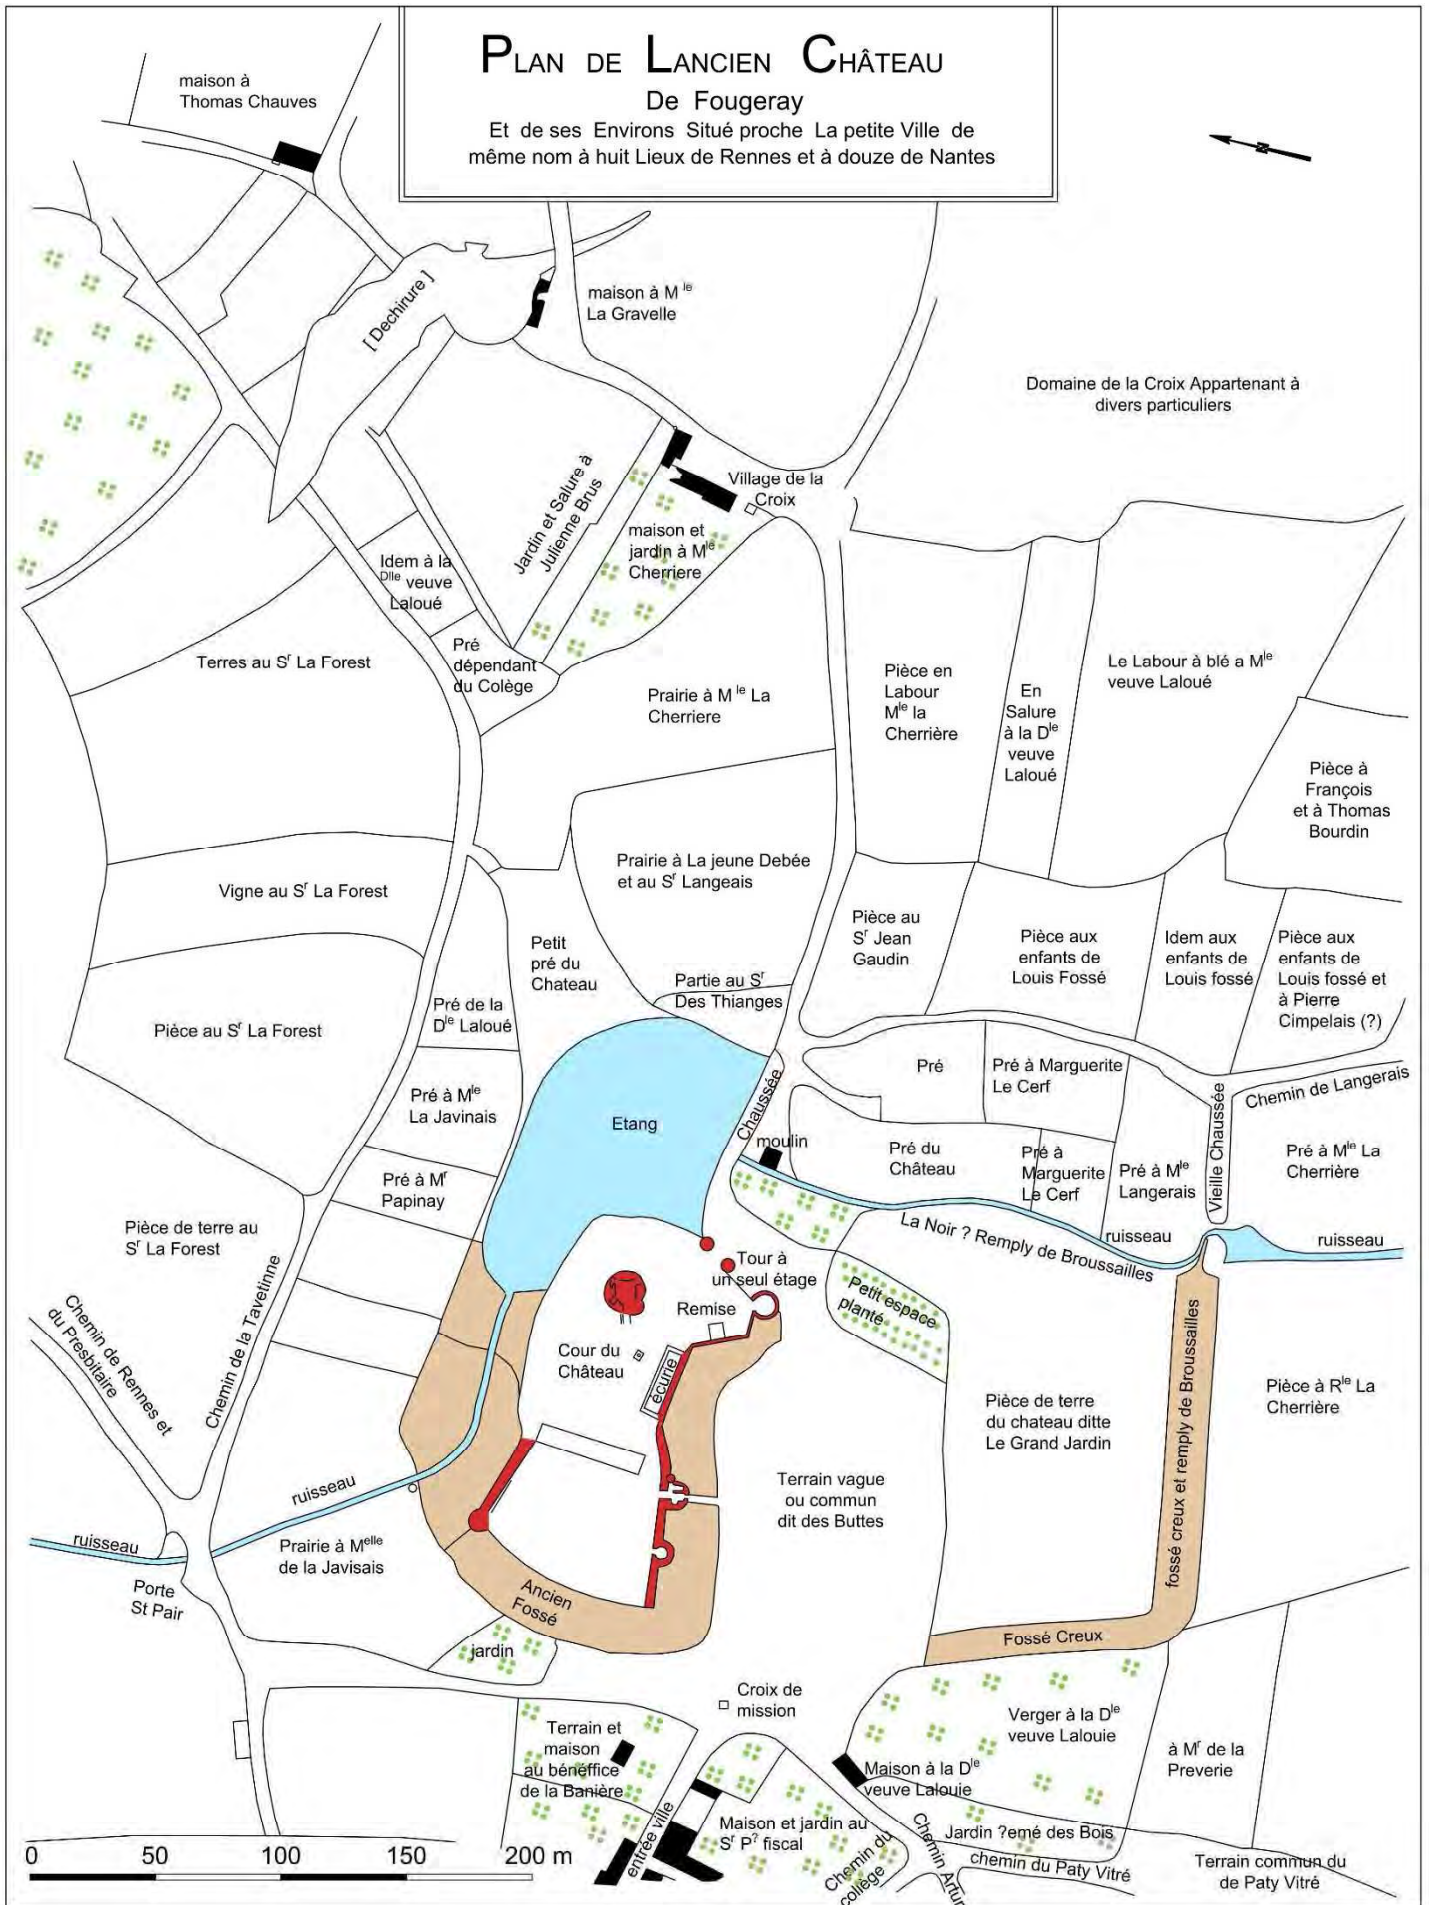 PLAN DE LANCIEN CHÂTEAU
De Fougeray
Et de ses Environs Situé proche La petite Ville de
même nom à huit Lieux de Rennes et à douze de Nantes
maison à
Thomas Chauves
N
[ Dechirure ]
maison à M le
La Gravelle
Domaine de la Croix Appartenant à
divers particuliers
Jardin et Salure à
Julienne Brus
Village de la
Croix
maison et
jardin à Mle
Cherriere
Idem à la
Dlle veuve
Laloué
Pré
dépendant
du Colège
Terres au Sr La Forest
Prairie à M le La
Cherriere
Pièce en
Labour
Mle la
Cherrière
En
Salure
à la Dle
veuve
Laloué
Le Labour à blé a Mle
veuve Laloué
Pièce à
François
et à Thomas
Bourdin
Vigne au Sr La Forest
Prairie à La jeune Debée
et au Sr Langeais
Petit
pré du
Chateau
Partie au Sr
Des Thianges
Pièce au
Sr Jean
Gaudin
Pièce aux
enfants de
Louis Fossé
Idem aux
enfants de
Louis fossé
Pièce aux
enfants de
Louis fossé et
à Pierre
Cimpelais (?)
Pièce au Sr La Forest
Pré de la
Dle Laloué
Pré à Mle
La Javinais
Etang
Chaussée
moulin
Pré
Pré à Marguerite
Le Cerf
Vieille Chaussée
Chemin de Langerais
Pré du
Château
Pré à
Marguerite
Le Cerf
Pré à Mle
Langerais
Pré à Mle La
Cherrière
Pré à Mr
Papinay
Pièce de terre au
Sr La Forest
La Noir ? Remply de Broussailles
ruisseau
ruisseau
Tour à
un seul étage
Remise
Petit espace
planté
Cour du
Château
écurie
Chemin de Rennes et
du Presbitaire
Chemin de la Tavetinne
Pièce de terre
du chateau ditte
Le Grand Jardin
fossé creux et remply de Broussailles
Pièce à Rle La
Cherrière
Terrain vague
ou commun
dit des Buttes
ruisseau
ruisseau
Prairie à Melle
de la Javisais
Porte
St Pair
Ancien
Fossé
jardin
Fossé Creux
Croix de
mission
Terrain et
maison
au bénéffice
de la Banière
Verger à la Dle
veuve Lalouie
à Mr de la
Preverie
Maison à la Dle
veuve Lalouie
entrée ville
Maison et jardin au
Sr P? fiscal
Chemin du
collège
Chemin Artur
Jardin ?emé des Bois
chemin du Paty Vitré
Terrain commun du
de Paty Vitré
0 50 100 150 200 m